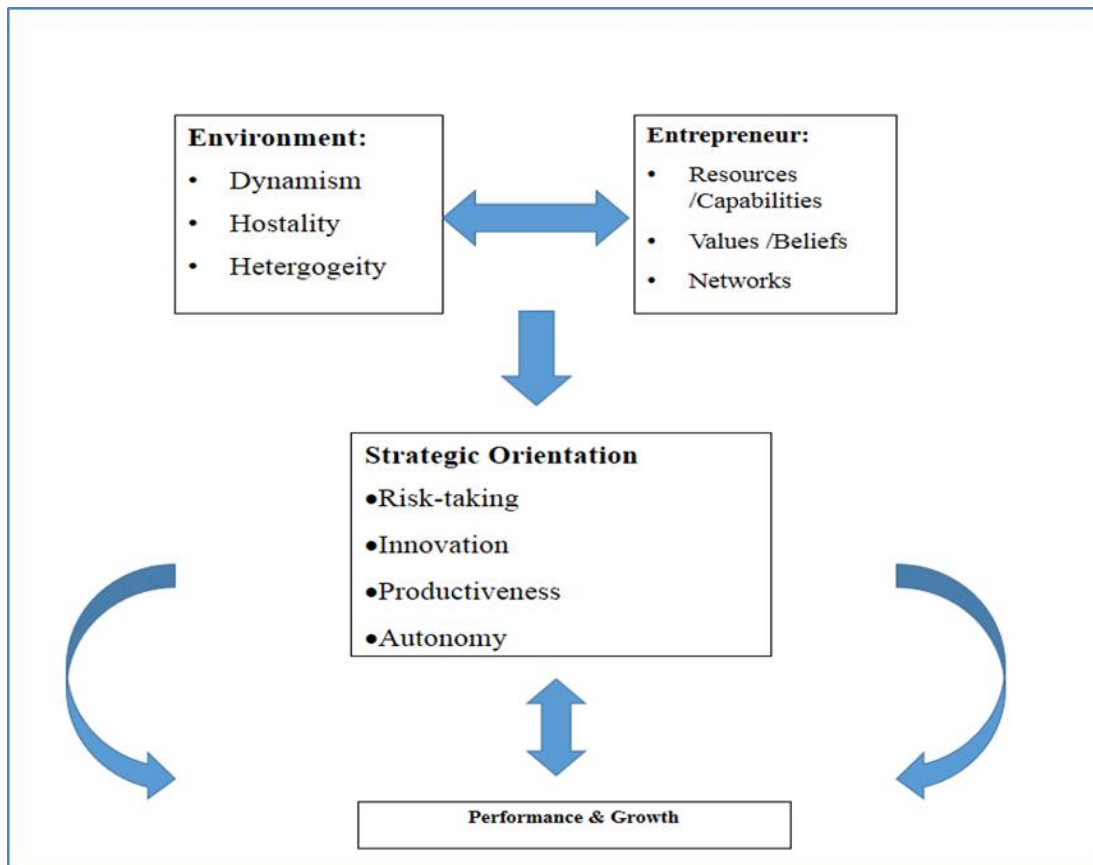 Environment:
• Dynamism
• Hostality
• Hetergogeity
Entrepreneur:
• Resources
/Capabilities
• Values /Beliefs
• Networks
Strategic Orientation
•Risk-taking
•Innovation
•Productiveness
•Autonomy
Performance & Growth